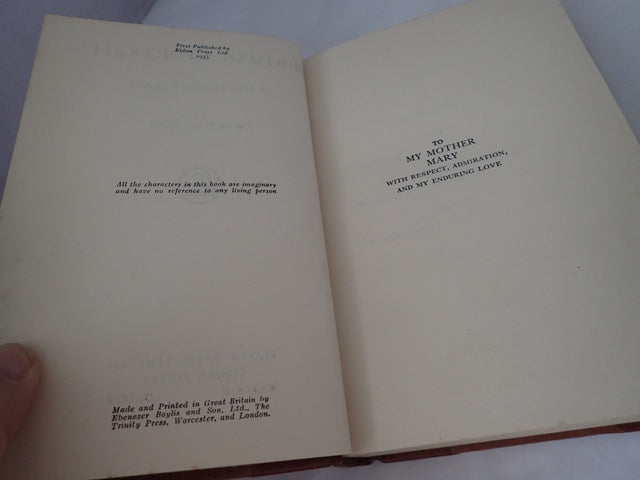 First Published by
Eldon Press Ltd.
1935
All the characters in this book are imaginary
and have no reference to any living person
Made and Printed in Great Britain by
Ebenezer Baylis and Son, Ltd., The
Trinity Press, Worcester, and London.
TO
MY MOTHER
MARY
WITH RESPECT, ADMIRATION,
AND MY ENDURING LOVE